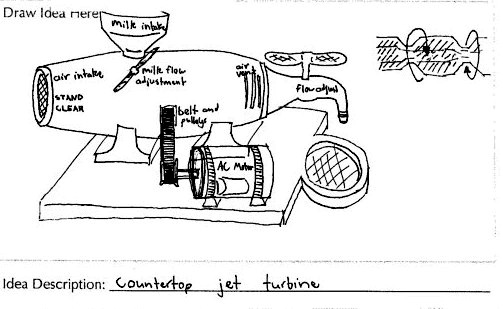 Draw Idea Here
milk intake
air intake
STAND
CLEAR
milk flow
adjustment
air
vent
flow adjust
belt and
pulleys
AC Motor
Idea Description: Countertop jet turbine